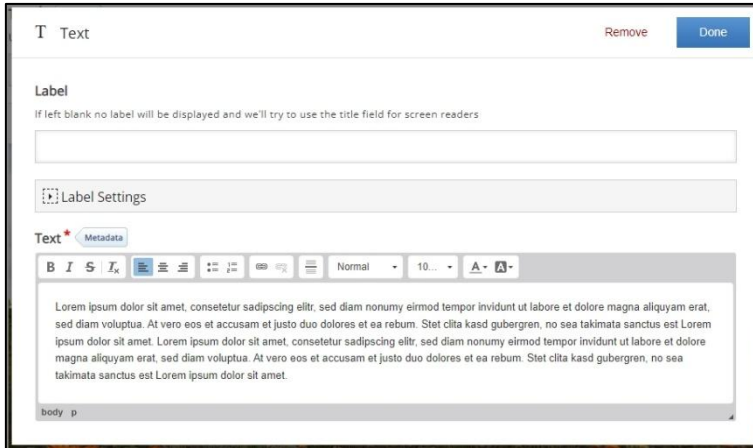 T Text Remove Done
Label
If left blank no label will be displayed and we'll try to use the title field for screen readers
Label Settings
Text * Metadata
B I S Ix Normal 10... A A
Lorem ipsum dolor sit amet, consetetur sadipscing elitr, sed diam nonumy eirmod tempor invidunt ut labore et dolore magna aliquyam erat,
sed diam voluptua. At vero eos et accusam et justo duo dolores et ea rebum. Stet clita kasd gubergren, no sea takimata sanctus est Lorem
ipsum dolor sit amet. Lorem ipsum dolor sit amet, consetetur sadipscing elitr, sed diam nonumy eirmod tempor invidunt ut labore et dolore
magna aliquyam erat, sed diam voluptua. At vero eos et accusam et justo duo dolores et ea rebum. Stet clita kasd gubergren, no sea
takimata sanctus est Lorem ipsum dolor sit amet.
body p